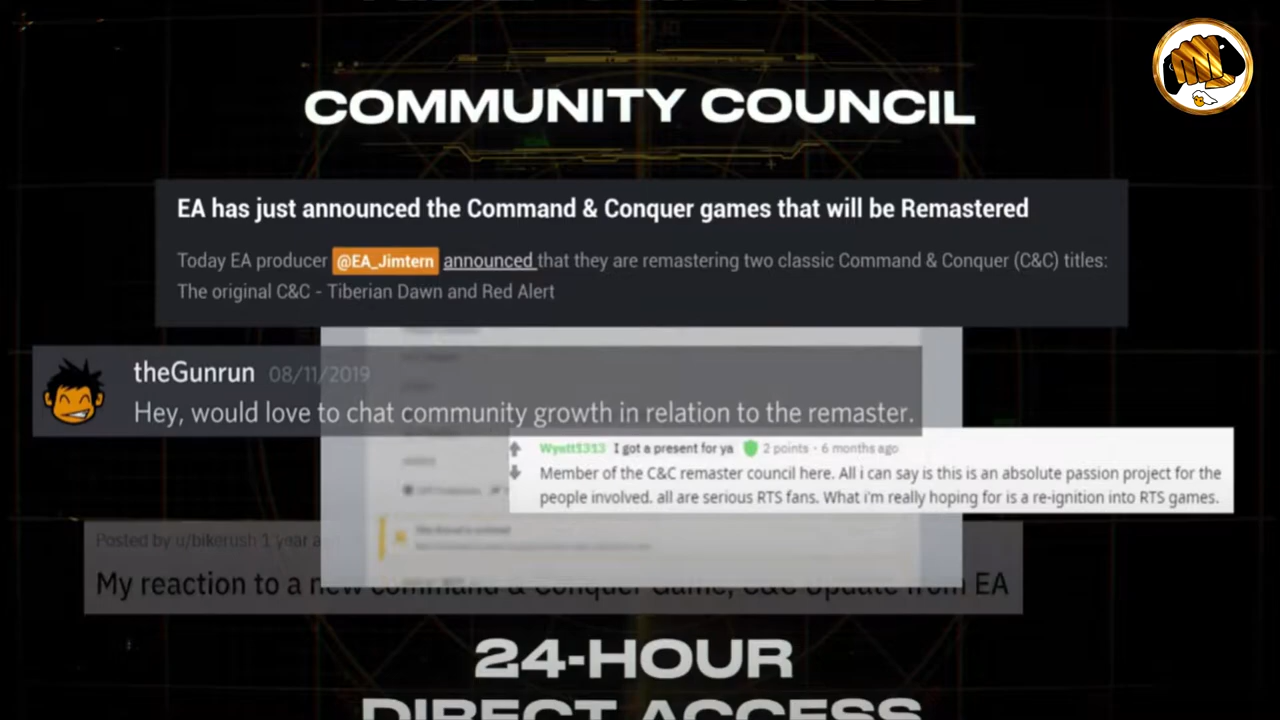 COMMUNITY COUNCIL
EA has just announced the Command & Conquer games that will be Remastered
Today EA producer @EA_Jimtern announced that they are remastering two classic Command & Conquer (C&C) titles:
The original C&C - Tiberian Dawn and Red Alert
theGunrun 08/11/2019
Hey, would love to chat community growth in relation to the remaster.
Wyatt1313 I got a present for ya 2 points · 6 months ago
Member of the C&C remaster council here. All i can say is this is an absolute passion project for the
people involved. all are serious RTS fans. What i'm really hoping for is a re-ignition into RTS games.
Posted by u/bikerush 1 year a
My reaction to a new Command & Conquer Game, C&C Update from EA
24-HOUR
DIRECT ACCESS